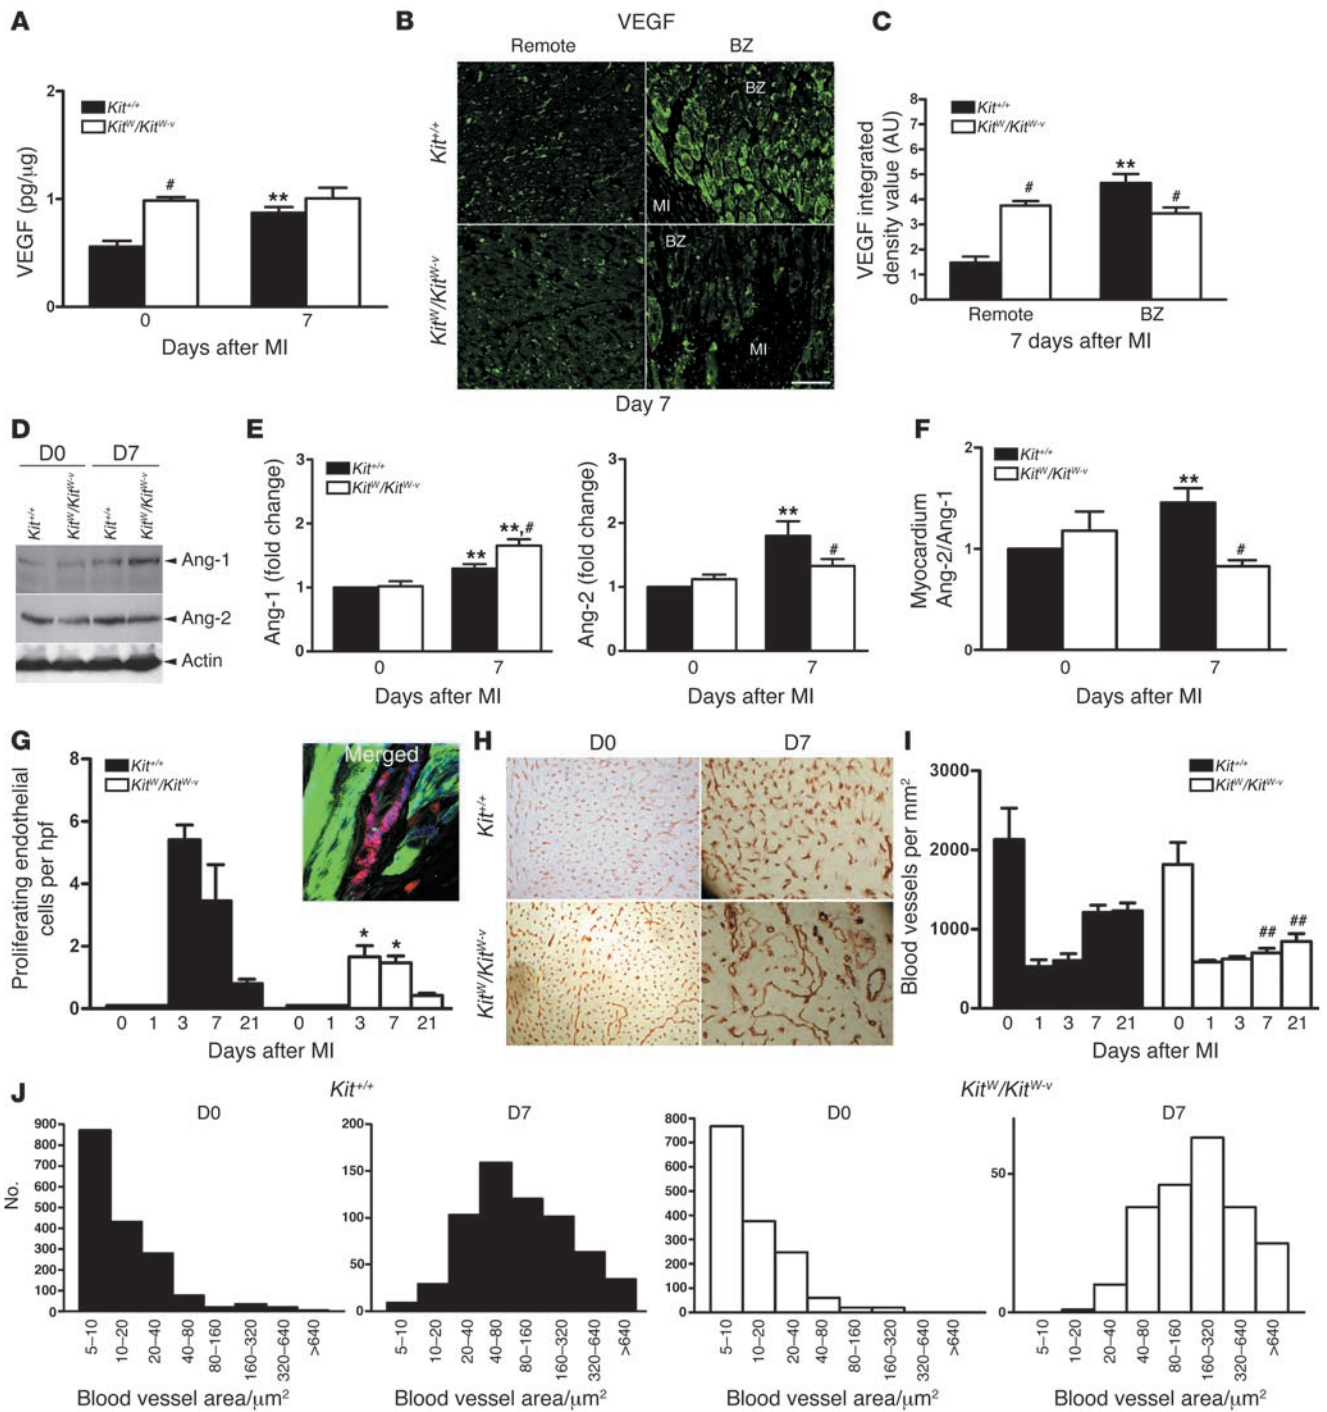 A
2
1
0
VEGF (pg/μg)
Kit+/+
KitW/KitW-v
#
**
0
7
Days after MI
B
VEGF
Remote
BZ
Kit+/+
KitW/KitW-v
BZ
MI
BZ
MI
Day 7
C
8
7
6
5
4
3
2
1
0
VEGF integrated
density value (AU)
Kit+/+
KitW/KitW-v
#
**
#
Remote
BZ
7 days after MI
D
D0
D7
Kit+/+
KitW/KitW-v
Kit+/+
KitW/KitW-v
Ang-1
Ang-2
Actin
E
3
2
1
0
Ang-1 (fold change)
Kit+/+
KitW/KitW-v
**
**,#
0
7
Days after MI
3
2
1
0
Ang-2 (fold change)
**
#
0
7
Days after MI
F
2
1
0
Myocardium
Ang-2/Ang-1
Kit+/+
KitW/KitW-v
**
#
0
7
Days after MI
G
8
6
4
2
0
Proliferating endothelial
cells per hpf
Kit+/+
KitW/KitW-v
Merged
*
*
0 1 3 7 21 0 1 3 7 21
Days after MI
H
D0
D7
Kit+/+
KitW/KitW-v
I
3000
2000
1000
0
Blood vessels per mm2
Kit+/+
KitW/KitW-v
##
##
0 1 3 7 21 0 1 3 7 21
Days after MI
J
Kit+/+
KitW/KitW-v
D0
900
800
700
600
500
400
300
200
100
0
No.
5–10
10–20
20–40
40–80
80–160
160–320
320–640
>640
Blood vessel area/μm2
D7
200
150
100
50
0
5–10
10–20
20–40
40–80
80–160
160–320
320–640
>640
Blood vessel area/μm2
D0
800
700
600
500
400
300
200
100
0
5–10
10–20
20–40
40–80
80–160
160–320
320–640
>640
Blood vessel area/μm2
D7
50
0
5–10
10–20
20–40
40–80
80–160
160–320
320–640
>640
Blood vessel area/μm2